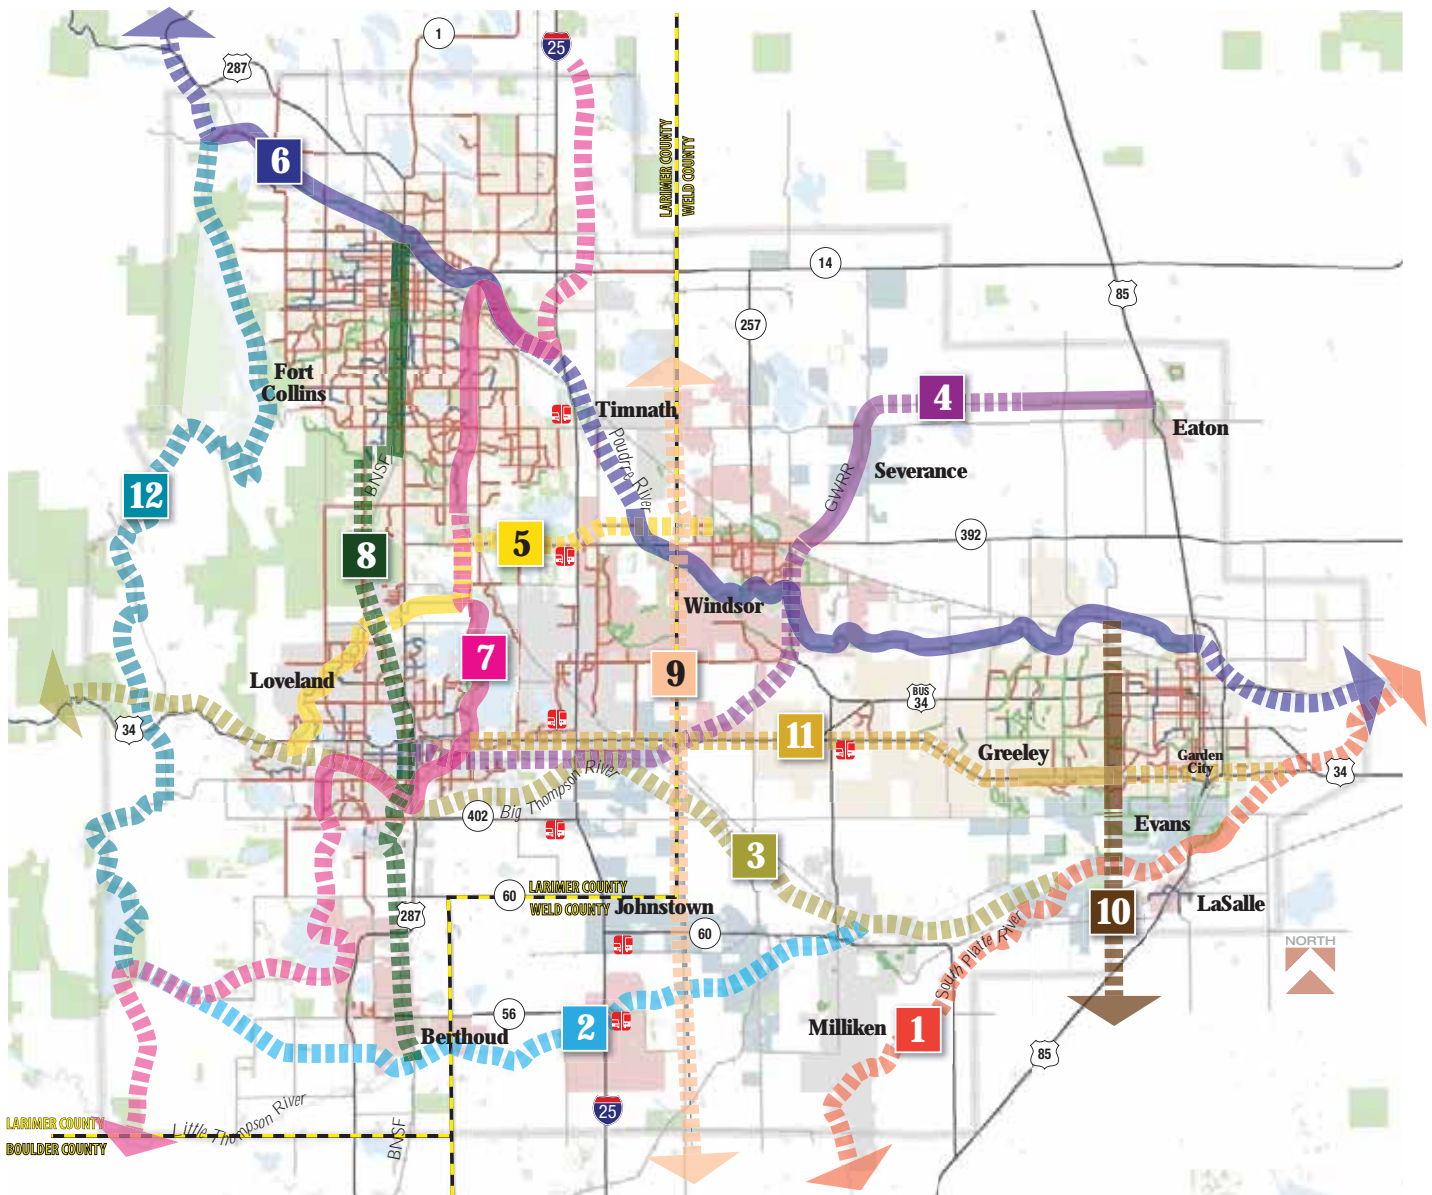 1
25
287
LARIMER COUNTY
WELD COUNTY
6
14
85
257
Fort
Collins
Timnath
4
Eaton
Poudre River
BNSF
GWRR
Severance
12
392
5
8
Windsor
7
9
Loveland
BUS
34
34
11
Greeley
Garden
City
34
Big Thompson River
402
Evans
3
60
LARIMER COUNTY
WELD COUNTY
Johnstown
287
60
10
LaSalle
South Platte River
NORTH
56
2
Berthoud
Milliken
1
85
25
LARIMER COUNTY
BOULDER COUNTY
Little Thompson River
BNSF